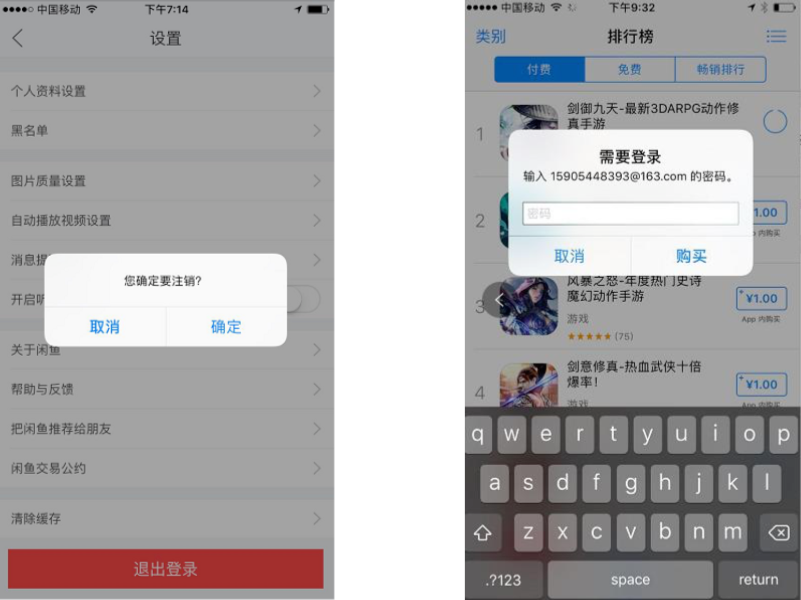 中国移动
下午7:14
设置
个人资料设置
黑名单
图片质量设置
自动播放视频设置
消息提
开启听
您确定要注销?
取消
确定
关于闲鱼
帮助与反馈
把闲鱼推荐给朋友
闲鱼交易公约
清除缓存
退出登录
中国移动
下午9:32
类别
排行榜
付费
免费
畅销排行
1
剑御九天-最新3DARPG动作修
真手游
需要登录
输入 15905448393@163.com 的密码。
密码
取消
购买
2
1.00
内购买
3
风暴之怒-年度热门史诗
魔幻动作手游
游戏
(75)
+
¥1.00
App 内购买
4
剑意修真-热血武侠十倍
爆率!
游戏
+
¥1.00
App 内购买
q w e r t y u i o p
a s d f g h j k l
z x c v b n m
.?123
space
return